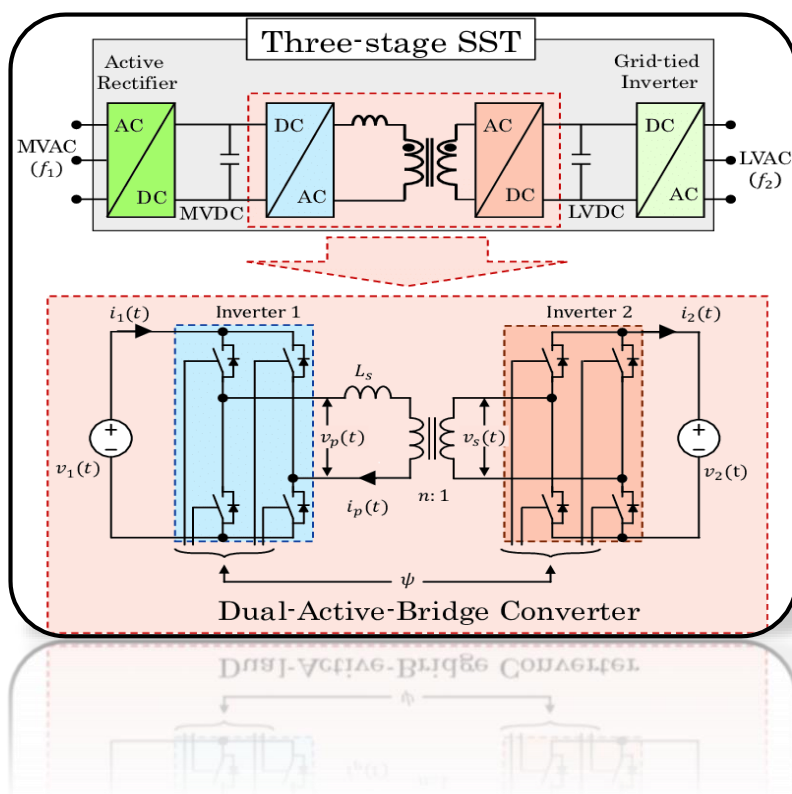 Three-stage SST
Active
Rectifier
Grid-tied
Inverter
MVAC
(f₁)
AC
DC
MVDC
DC
AC
AC
DC
LVDC
DC
AC
LVAC
(f₂)
i₁(t)
Inverter 1
Inverter 2
i₂(t)
Lₛ
v₁(t)
+
−
vₚ(t)
vₛ(t)
+
−
v₂(t)
iₚ(t)
n: 1
ψ
Dual-Active-Bridge Converter
Dual-Active-Bridge Converter
ψ
iₚ(t)
n: 1